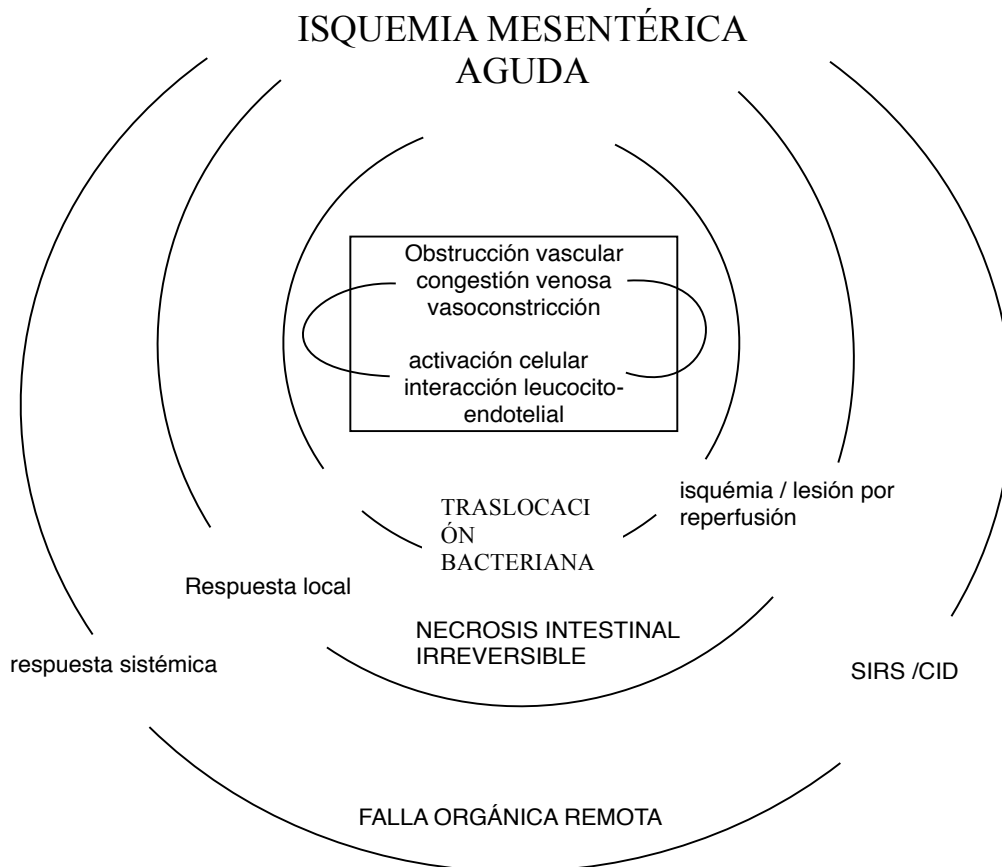 ISQUEMIA MESENTÉRICA
AGUDA
Obstrucción vascular
congestión venosa
vasoconstricción
activación celular
interacción leucocito-
endotelial
isquémia / lesión por
reperfusión
TRASLOCACI
ÓN
BACTERIANA
Respuesta local
NECROSIS INTESTINAL
IRREVERSIBLE
respuesta sistémica
SIRS /CID
FALLA ORGÁNICA REMOTA